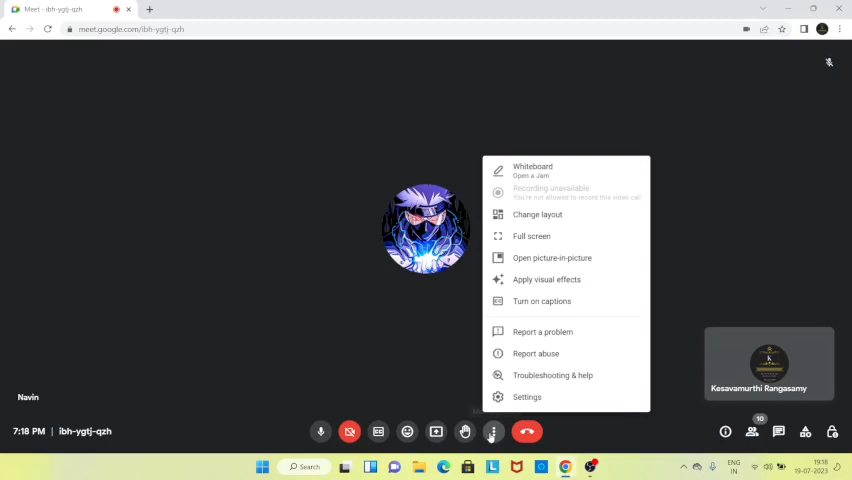 Meet - ibh-ygtj-qzh
meet.google.com/ibh-ygtj-qzh
Whiteboard
Open a Jam
Recording unavailable
You're not allowed to record this video call
Change layout
Full screen
Open picture-in-picture
Apply visual effects
Turn on captions
Report a problem
Report abuse
Troubleshooting & help
Settings
K
Kesavamurthi Rangasamy
Navin
7:18 PM | ibh-ygtj-qzh
10
Search
ENG
IN
19:18
19-07-2023